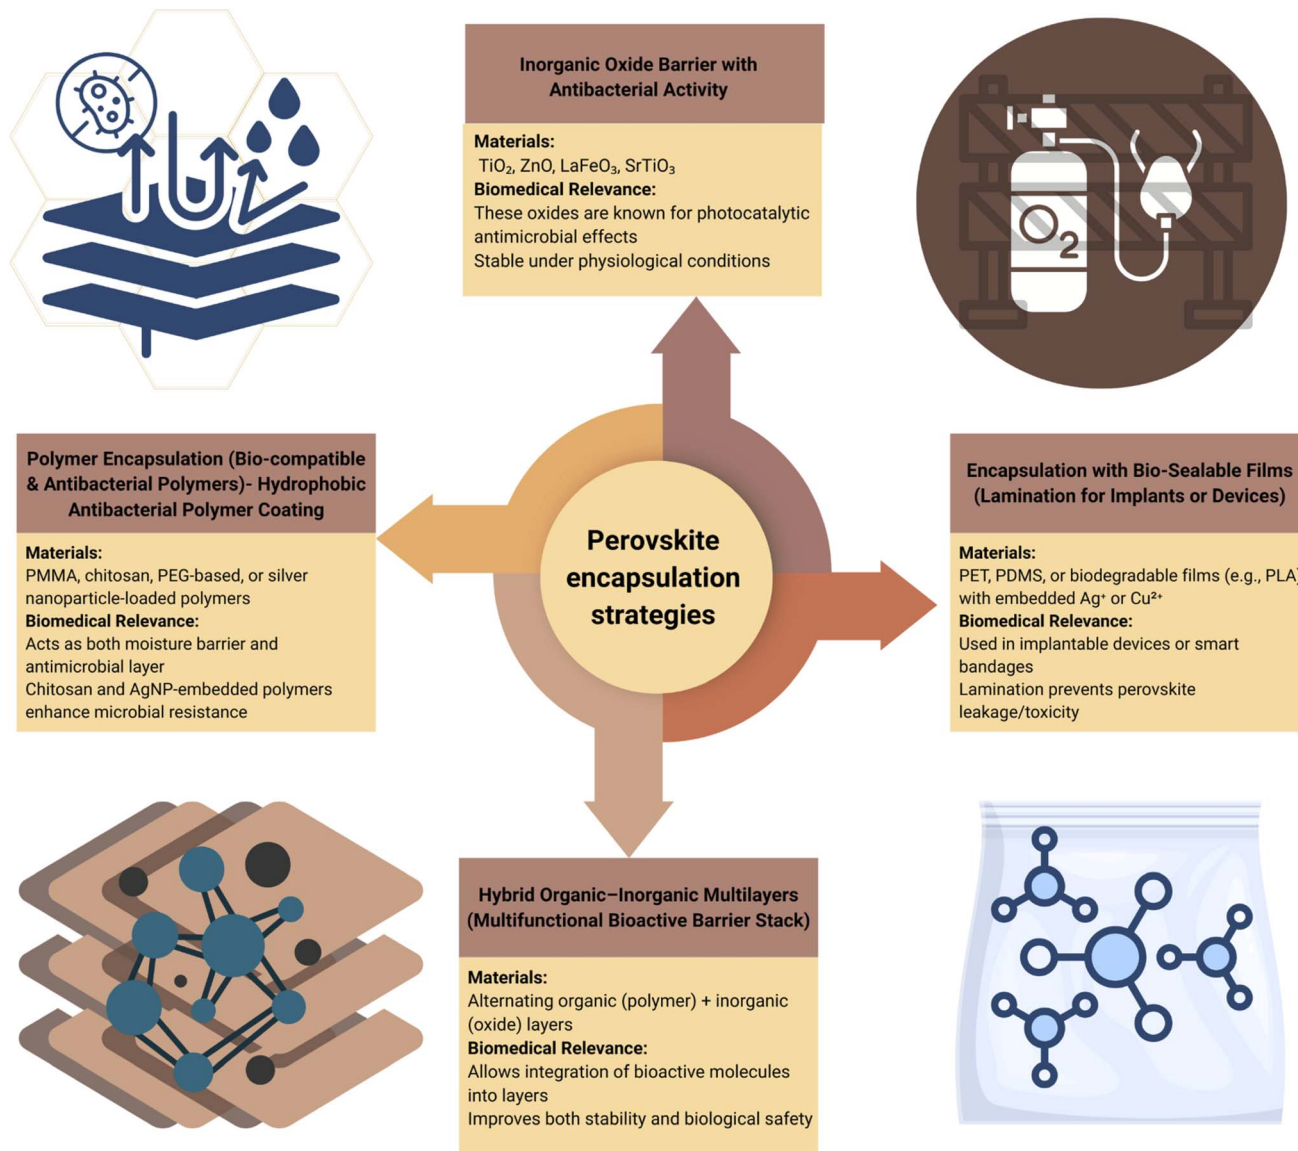 Inorganic Oxide Barrier with
Antibacterial Activity
Materials:
TiO₂, ZnO, LaFeO₃, SrTiO₃
Biomedical Relevance:
These oxides are known for photocatalytic
antimicrobial effects
Stable under physiological conditions
O₂
Polymer Encapsulation (Bio-compatible
& Antibacterial Polymers)- Hydrophobic
Antibacterial Polymer Coating
Materials:
PMMA, chitosan, PEG-based, or silver
nanoparticle-loaded polymers
Biomedical Relevance:
Acts as both moisture barrier and
antimicrobial layer
Chitosan and AgNP-embedded polymers
enhance microbial resistance
Perovskite
encapsulation
strategies
Encapsulation with Bio-Sealable Films
(Lamination for Implants or Devices)
Materials:
PET, PDMS, or biodegradable films (e.g., PLA)
with embedded Ag⁺ or Cu²⁺
Biomedical Relevance:
Used in implantable devices or smart
bandages
Lamination prevents perovskite
leakage/toxicity
Hybrid Organic–Inorganic Multilayers
(Multifunctional Bioactive Barrier Stack)
Materials:
Alternating organic (polymer) + inorganic
(oxide) layers
Biomedical Relevance:
Allows integration of bioactive molecules
into layers
Improves both stability and biological safety